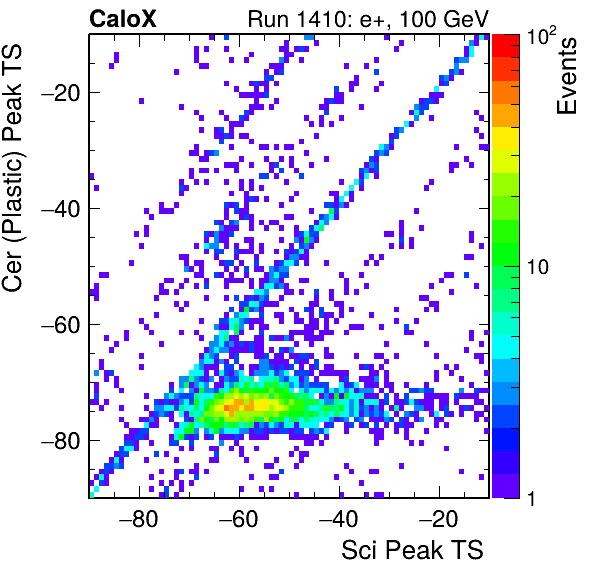 CaloX Run 1410: e+, 100 GeV
Cer (Plastic) Peak TS
−20
−40
−60
−80
−80 −60 −40 −20
Sci Peak TS
10²
10
1
Events